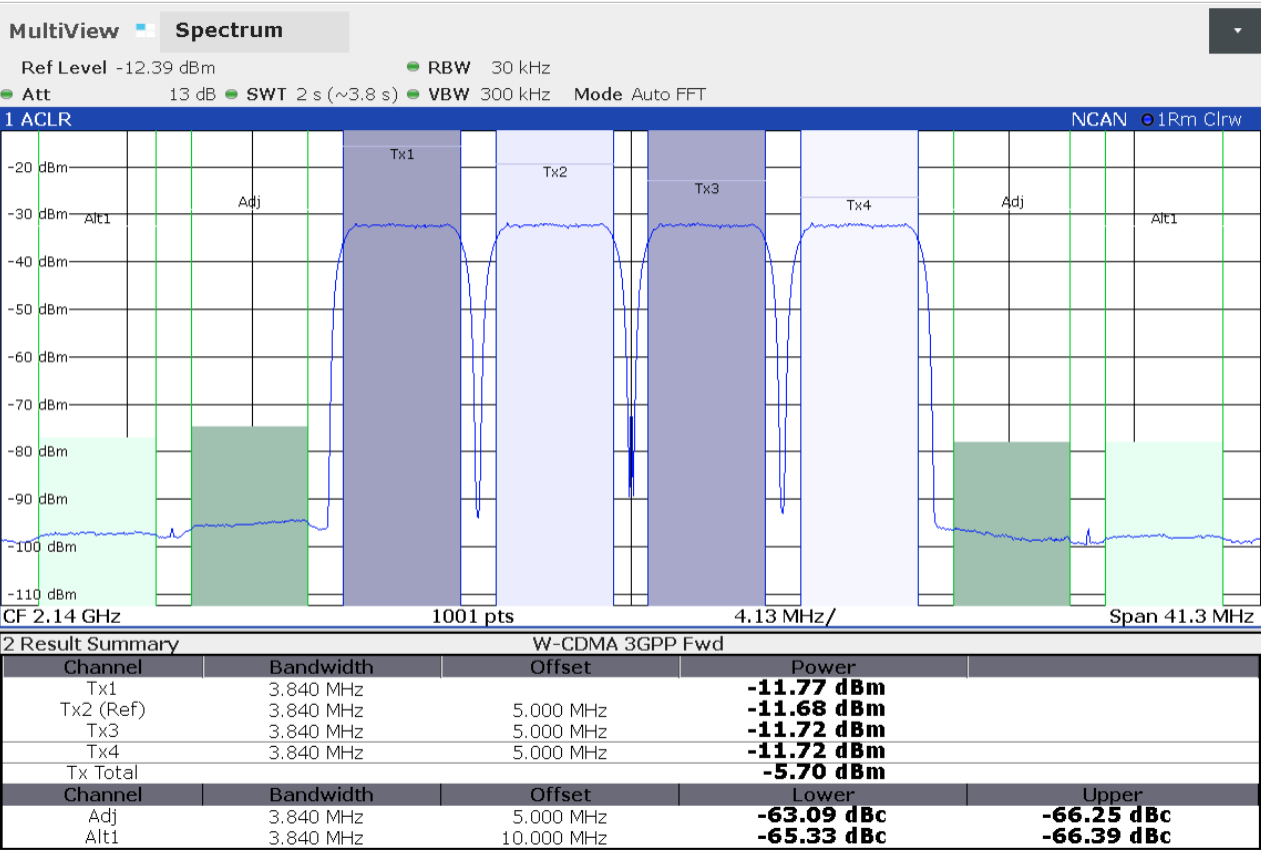 MultiView Spectrum
Ref Level -12.39 dBm RBW 30 kHz
Att 13 dB SWT 2 s (~3.8 s) VBW 300 kHz Mode Auto FFT
1 ACLR NCAN 1Rm Clrw
Tx1
-20 dBm
Tx2
Tx3
Adj Tx4 Adj
-30 dBm
Alt1 Alt1
-40 dBm
-50 dBm
-60 dBm
-70 dBm
-80 dBm
-90 dBm
-100 dBm
-110 dBm
CF 2.14 GHz 1001 pts 4.13 MHz/ Span 41.3 MHz
2 Result Summary W-CDMA 3GPP Fwd
Channel Bandwidth Offset Power
Tx1 3.840 MHz -11.77 dBm
Tx2 (Ref) 3.840 MHz 5.000 MHz -11.68 dBm
Tx3 3.840 MHz 5.000 MHz -11.72 dBm
Tx4 3.840 MHz 5.000 MHz -11.72 dBm
Tx Total -5.70 dBm
Channel Bandwidth Offset Lower Upper
Adj 3.840 MHz 5.000 MHz -63.09 dBc -66.25 dBc
Alt1 3.840 MHz 10.000 MHz -65.33 dBc -66.39 dBc